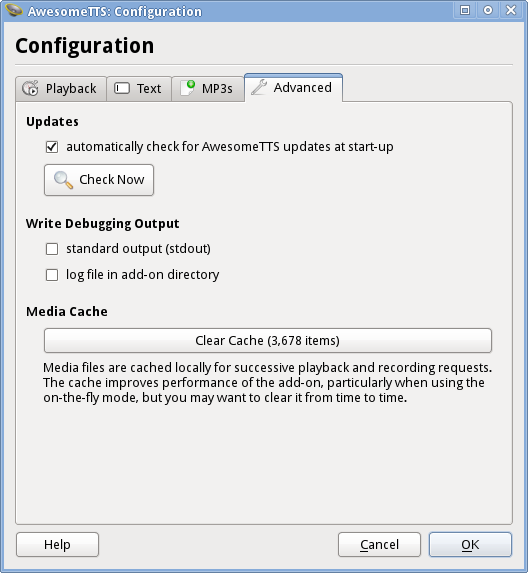 AwesomeTTS: Configuration
Configuration
Playback
Text
MP3s
Advanced
Updates
automatically check for AwesomeTTS updates at start-up
Check Now
Write Debugging Output
standard output (stdout)
log file in add-on directory
Media Cache
Clear Cache (3,678 items)
Media files are cached locally for successive playback and recording requests.
The cache improves performance of the add-on, particularly when using the
on-the-fly mode, but you may want to clear it from time to time.
Help
Cancel
OK